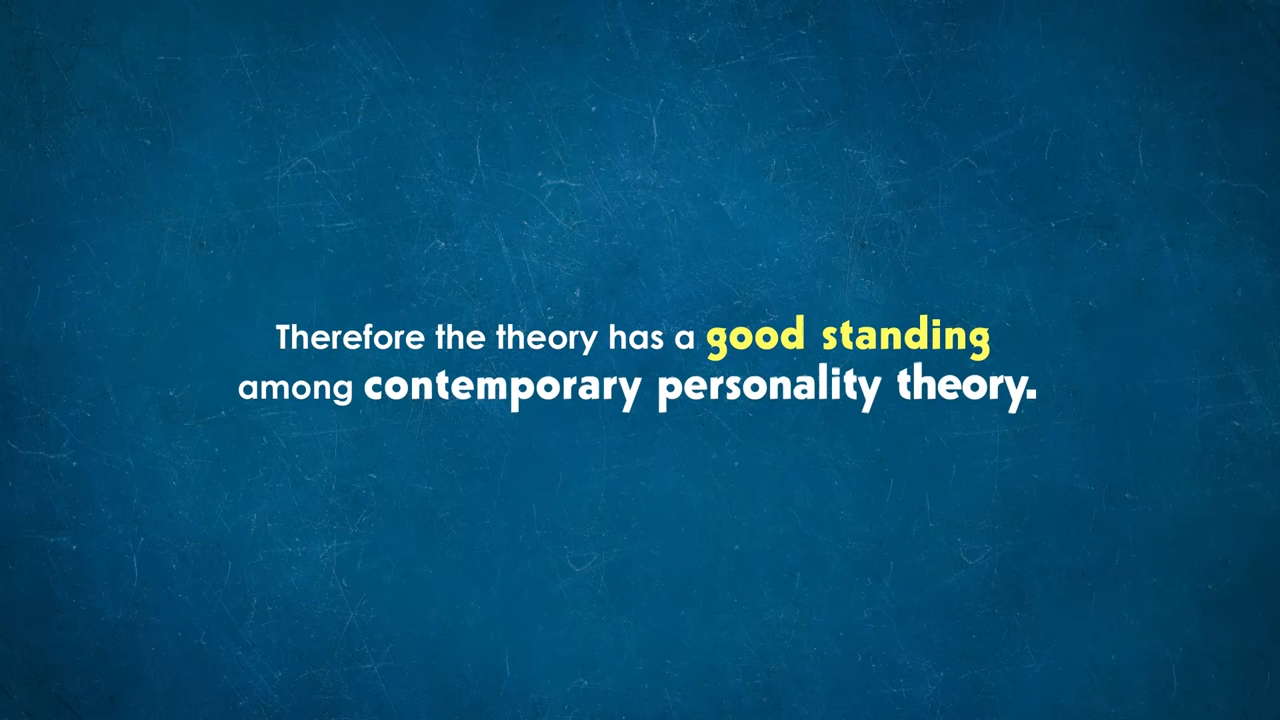 Therefore the theory has a good standing
among contemporary personality theory.